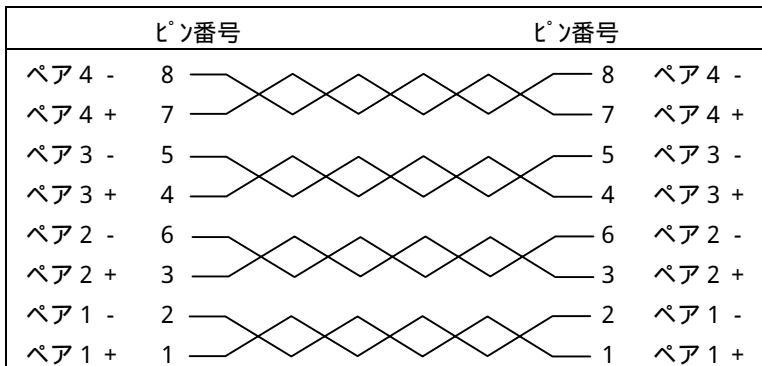 ﾋﾟﾝ番号 ﾋﾟﾝ番号
ペア４ - 8 8 ペア４ -
ペア４ + 7 7 ペア４ +
ペア３ - 5 5 ペア３ -
ペア３ + 4 4 ペア３ +
ペア２ - 6 6 ペア２ -
ペア２ + 3 3 ペア２ +
ペア１ - 2 2 ペア１ -
ペア１ + 1 1 ペア１ +